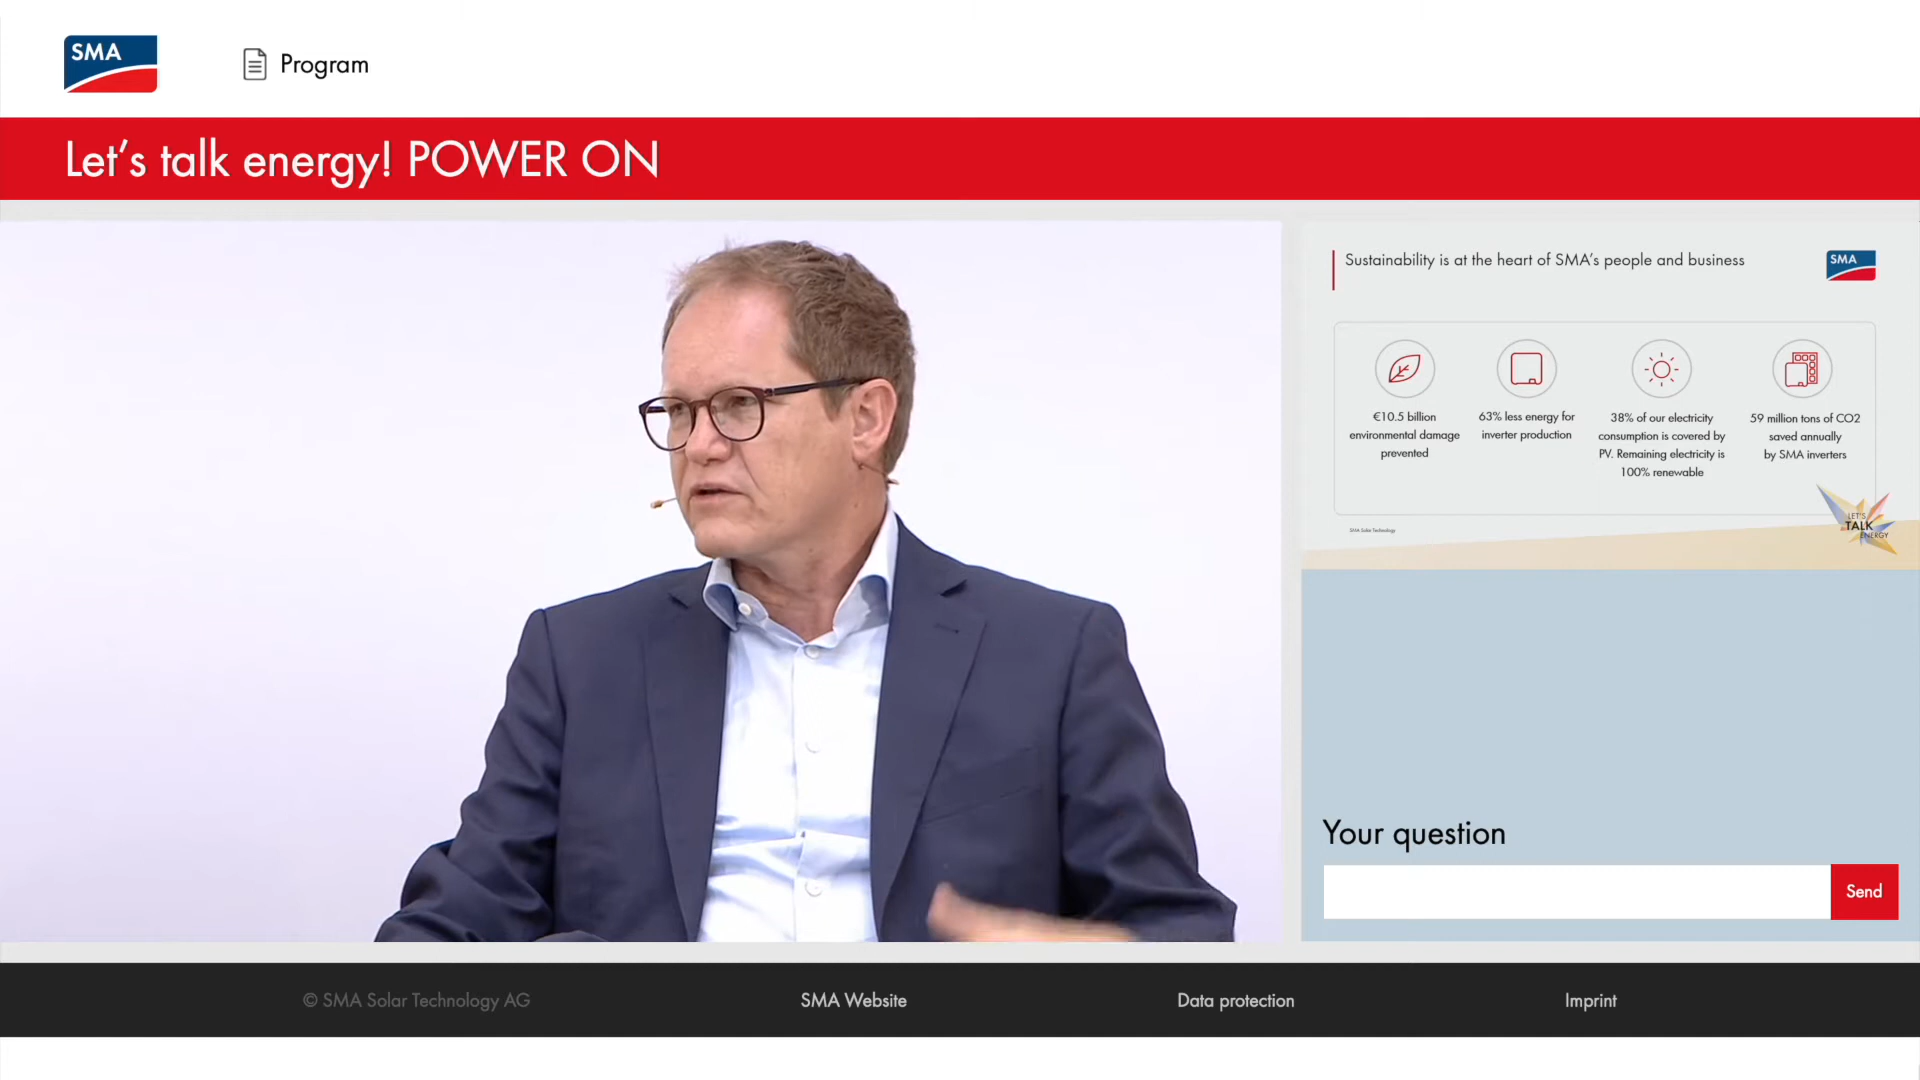 SMA
Program
Let's talk energy! POWER ON
Sustainability is at the heart of SMA's people and business
SMA
€10.5 billion
environmental damage
prevented
63% less energy for
inverter production
38% of our electricity
consumption is covered by
PV. Remaining electricity is
100% renewable
59 million tons of CO2
saved annually
by SMA inverters
SMA Solar Technology
LET'S
TALK
ENERGY
Your question
Send
© SMA Solar Technology AG
SMA Website
Data protection
Imprint